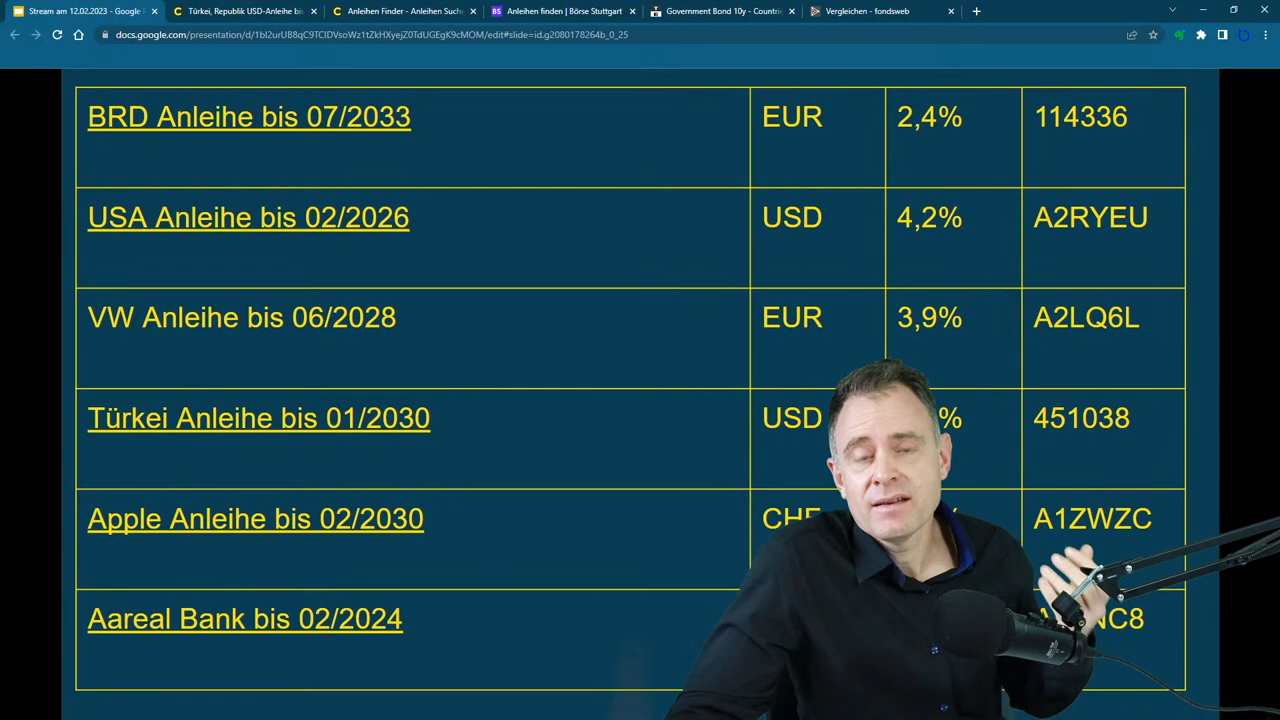 Stream am 12.02.2023 - Google
Türkei, Republik USD-Anleihe bis
Anleihen Finder - Anleihen Suche
Anleihen finden | Börse Stuttgart
Government Bond 10y - Countrie
Vergleichen - fondsweb
docs.google.com/presentation/d/1bl2urUB8qC9TCIDVsoWz1tZkHXyejZ0TdUGEgK9cMOM/edit#slide=id.g2080178264b_0_25
BRD Anleihe bis 07/2033 EUR 2,4% 114336
USA Anleihe bis 02/2026 USD 4,2% A2RYEU
VW Anleihe bis 06/2028 EUR 3,9% A2LQ6L
Türkei Anleihe bis 01/2030 USD % 451038
Apple Anleihe bis 02/2030 CHF A1ZWZC
Aareal Bank bis 02/2024